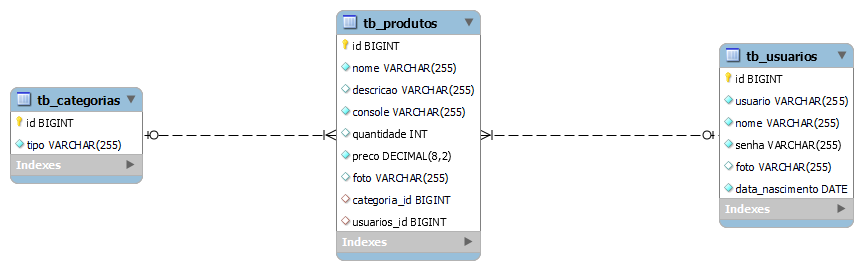 tb_categorias
id BIGINT
tipo VARCHAR(255)
Indexes
tb_produtos
id BIGINT
nome VARCHAR(255)
descricao VARCHAR(255)
console VARCHAR(255)
quantidade INT
preco DECIMAL(8,2)
foto VARCHAR(255)
categoria_id BIGINT
usuarios_id BIGINT
Indexes
tb_usuarios
id BIGINT
usuario VARCHAR(255)
nome VARCHAR(255)
senha VARCHAR(255)
foto VARCHAR(255)
data_nascimento DATE
Indexes